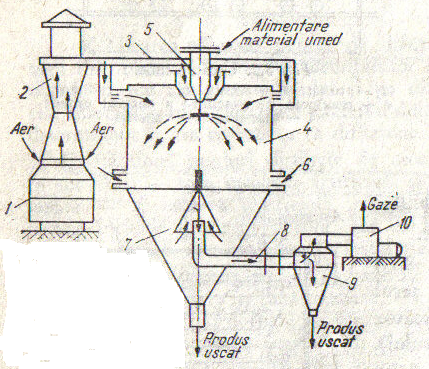 Alimentare
material umed
3
5
2
4
Aer
Aer
6
1
Gaze
10
7
8
9
Produs
uscat
Produs
uscat